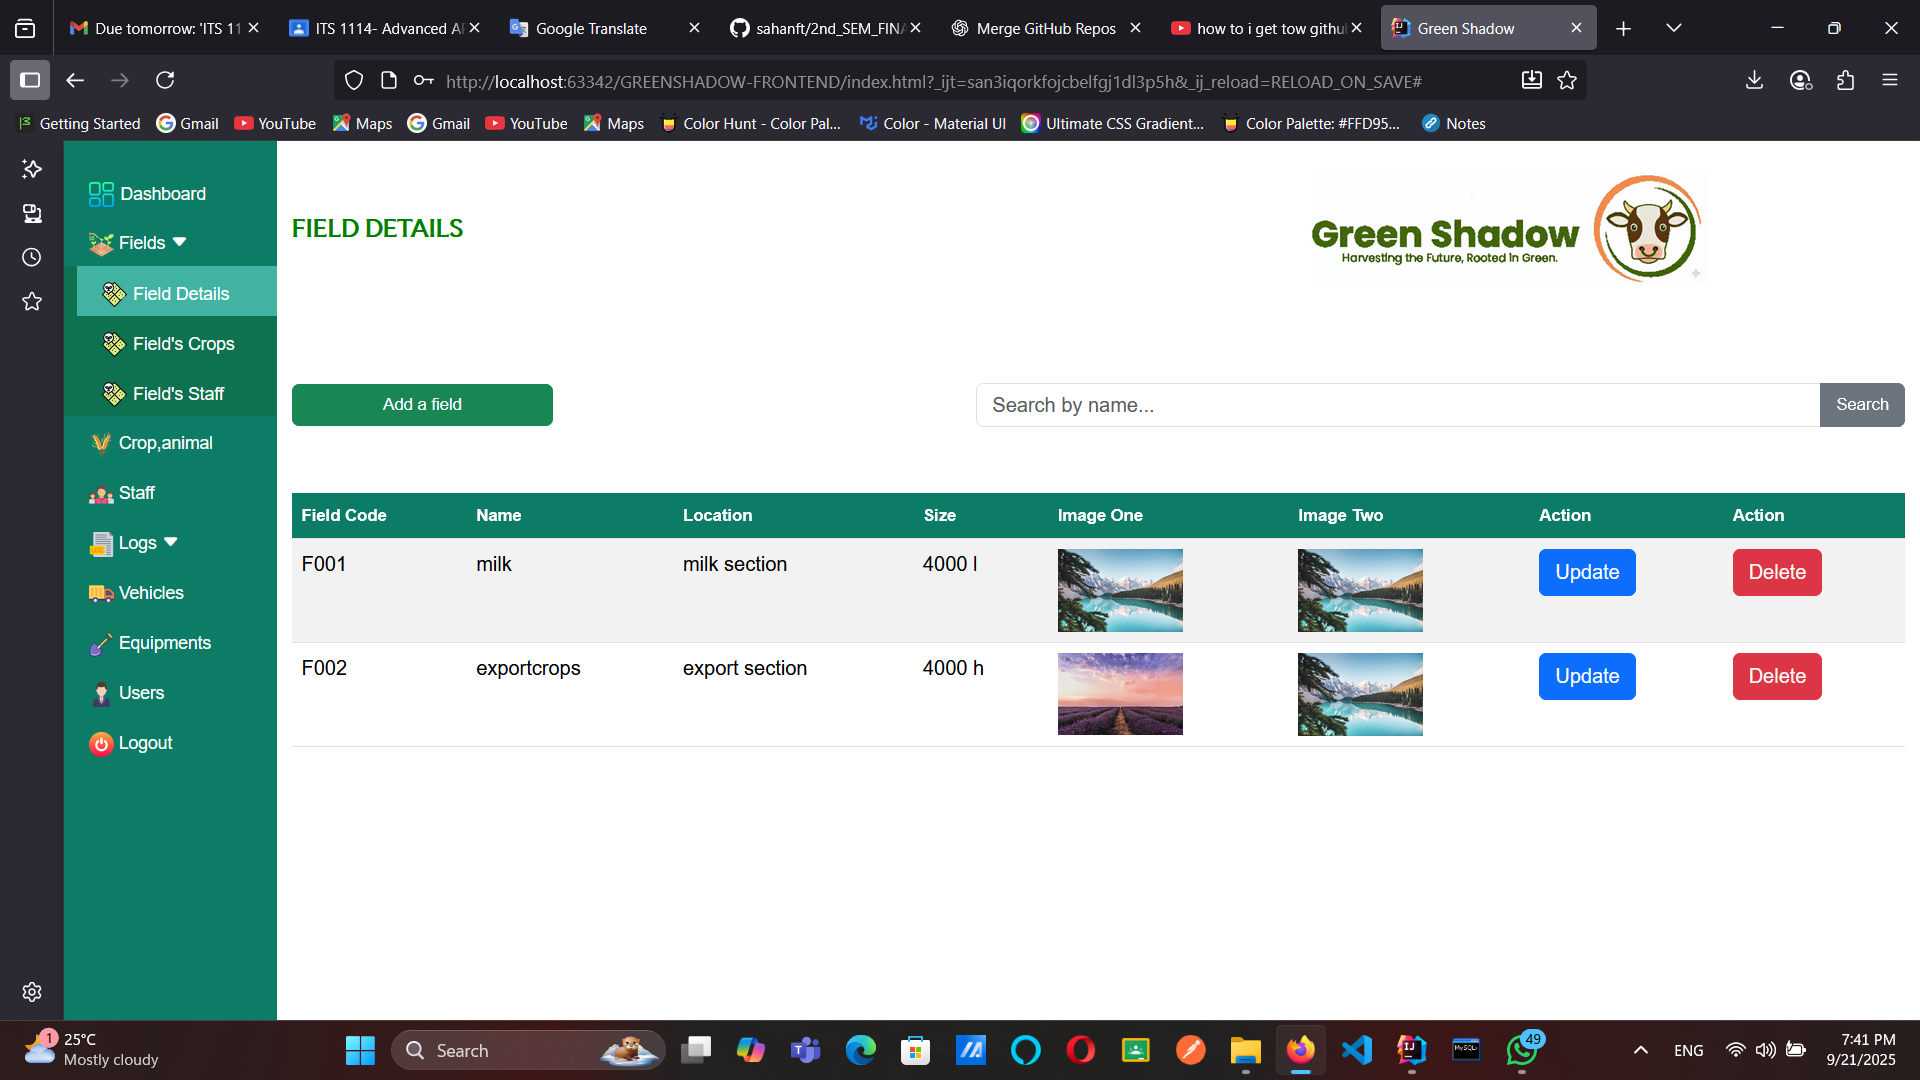 Due tomorrow: 'ITS 11
ITS 1114- Advanced AF
Google Translate
sahanft/2nd_SEM_FINA
Merge GitHub Repos
how to i get tow githu
Green Shadow
http://localhost:63342/GREENSHADOW-FRONTEND/index.html?_ijt=san3iqorkfojcbelfgj1dl3p5h&_ij_reload=RELOAD_ON_SAVE#
Getting Started
Gmail
YouTube
Maps
Gmail
YouTube
Maps
Color Hunt - Color Pal...
Color - Material UI
Ultimate CSS Gradient...
Color Palette: #FFD95...
Notes
Dashboard
Fields
Field Details
Field's Crops
Field's Staff
Crop,animal
Staff
Logs
Vehicles
Equipments
Users
Logout
FIELD DETAILS
Green Shadow
Harvesting the Future, Rooted in Green.
Add a field
Search by name...
Search
Field Code Name Location Size Image One Image Two Action Action
F001 milk milk section 4000 l Update Delete
F002 exportcrops export section 4000 h Update Delete
1
25°C
Mostly cloudy
Search
49
ENG
7:41 PM
9/21/2025